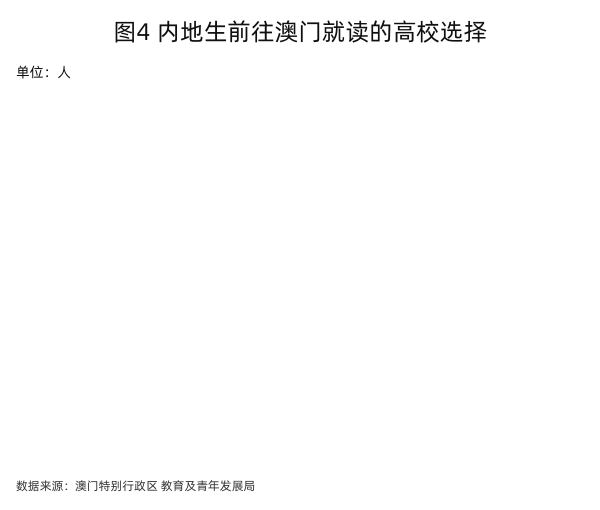 图4 内地生前往澳门就读的高校选择
单位：人
数据来源：澳门特别行政区 教育及青年发展局